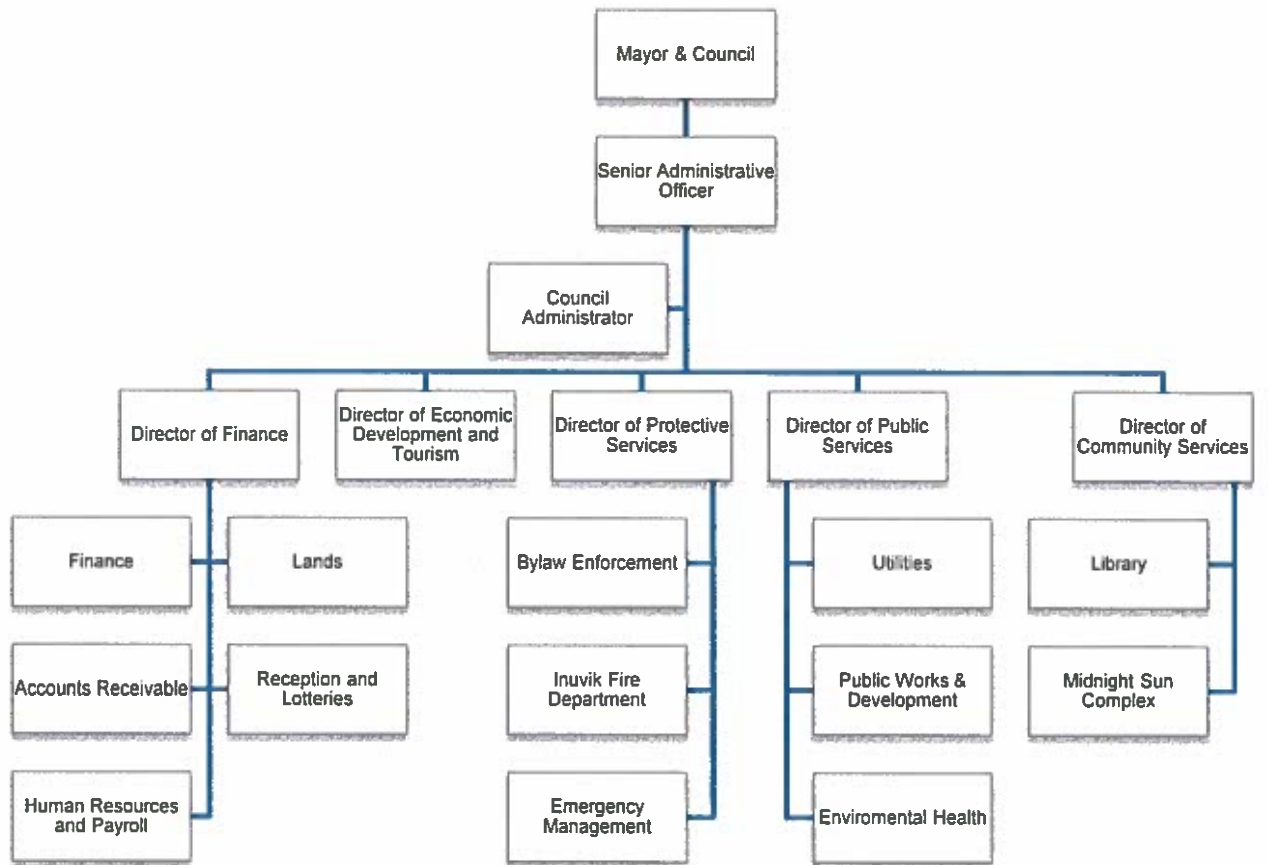 Mayor & Council
Senior Administrative
Officer
Council
Administrator
Director of Finance
Director of Economic
Development and
Tourism
Director of Protective
Services
Director of Public
Services
Director of
Community Services
Finance
Lands
Bylaw Enforcement
Utilities
Library
Accounts Receivable
Reception and
Lotteries
Inuvik Fire
Department
Public Works &
Development
Midnight Sun
Complex
Human Resources
and Payroll
Emergency
Management
Enviromental Health